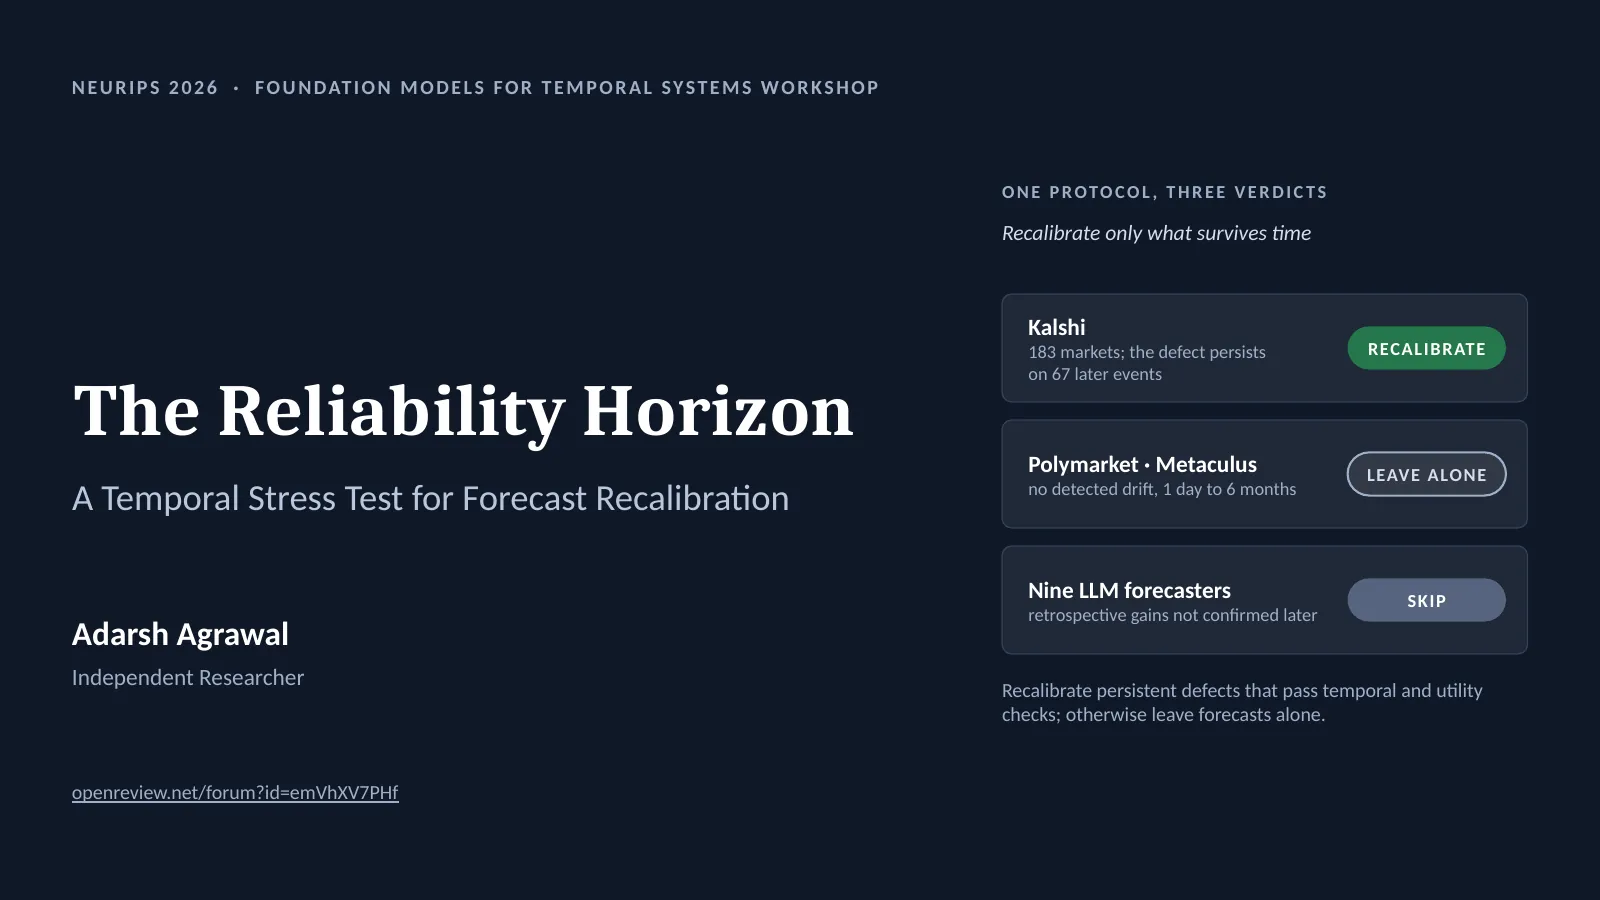 NEURIPS 2026 · FOUNDATION MODELS FOR TEMPORAL SYSTEMS WORKSHOP
The Reliability Horizon
A Temporal Stress Test for Forecast Recalibration
Adarsh Agrawal
Independent Researcher
openreview.net/forum?id=emVhXV7PHf
ONE PROTOCOL, THREE VERDICTS
Recalibrate only what survives time
Kalshi
183 markets; the defect persists
on 67 later events
RECALIBRATE
Polymarket · Metaculus
no detected drift, 1 day to 6 months
LEAVE ALONE
Nine LLM forecasters
retrospective gains not confirmed later
SKIP
Recalibrate persistent defects that pass temporal and utility
checks; otherwise leave forecasts alone.